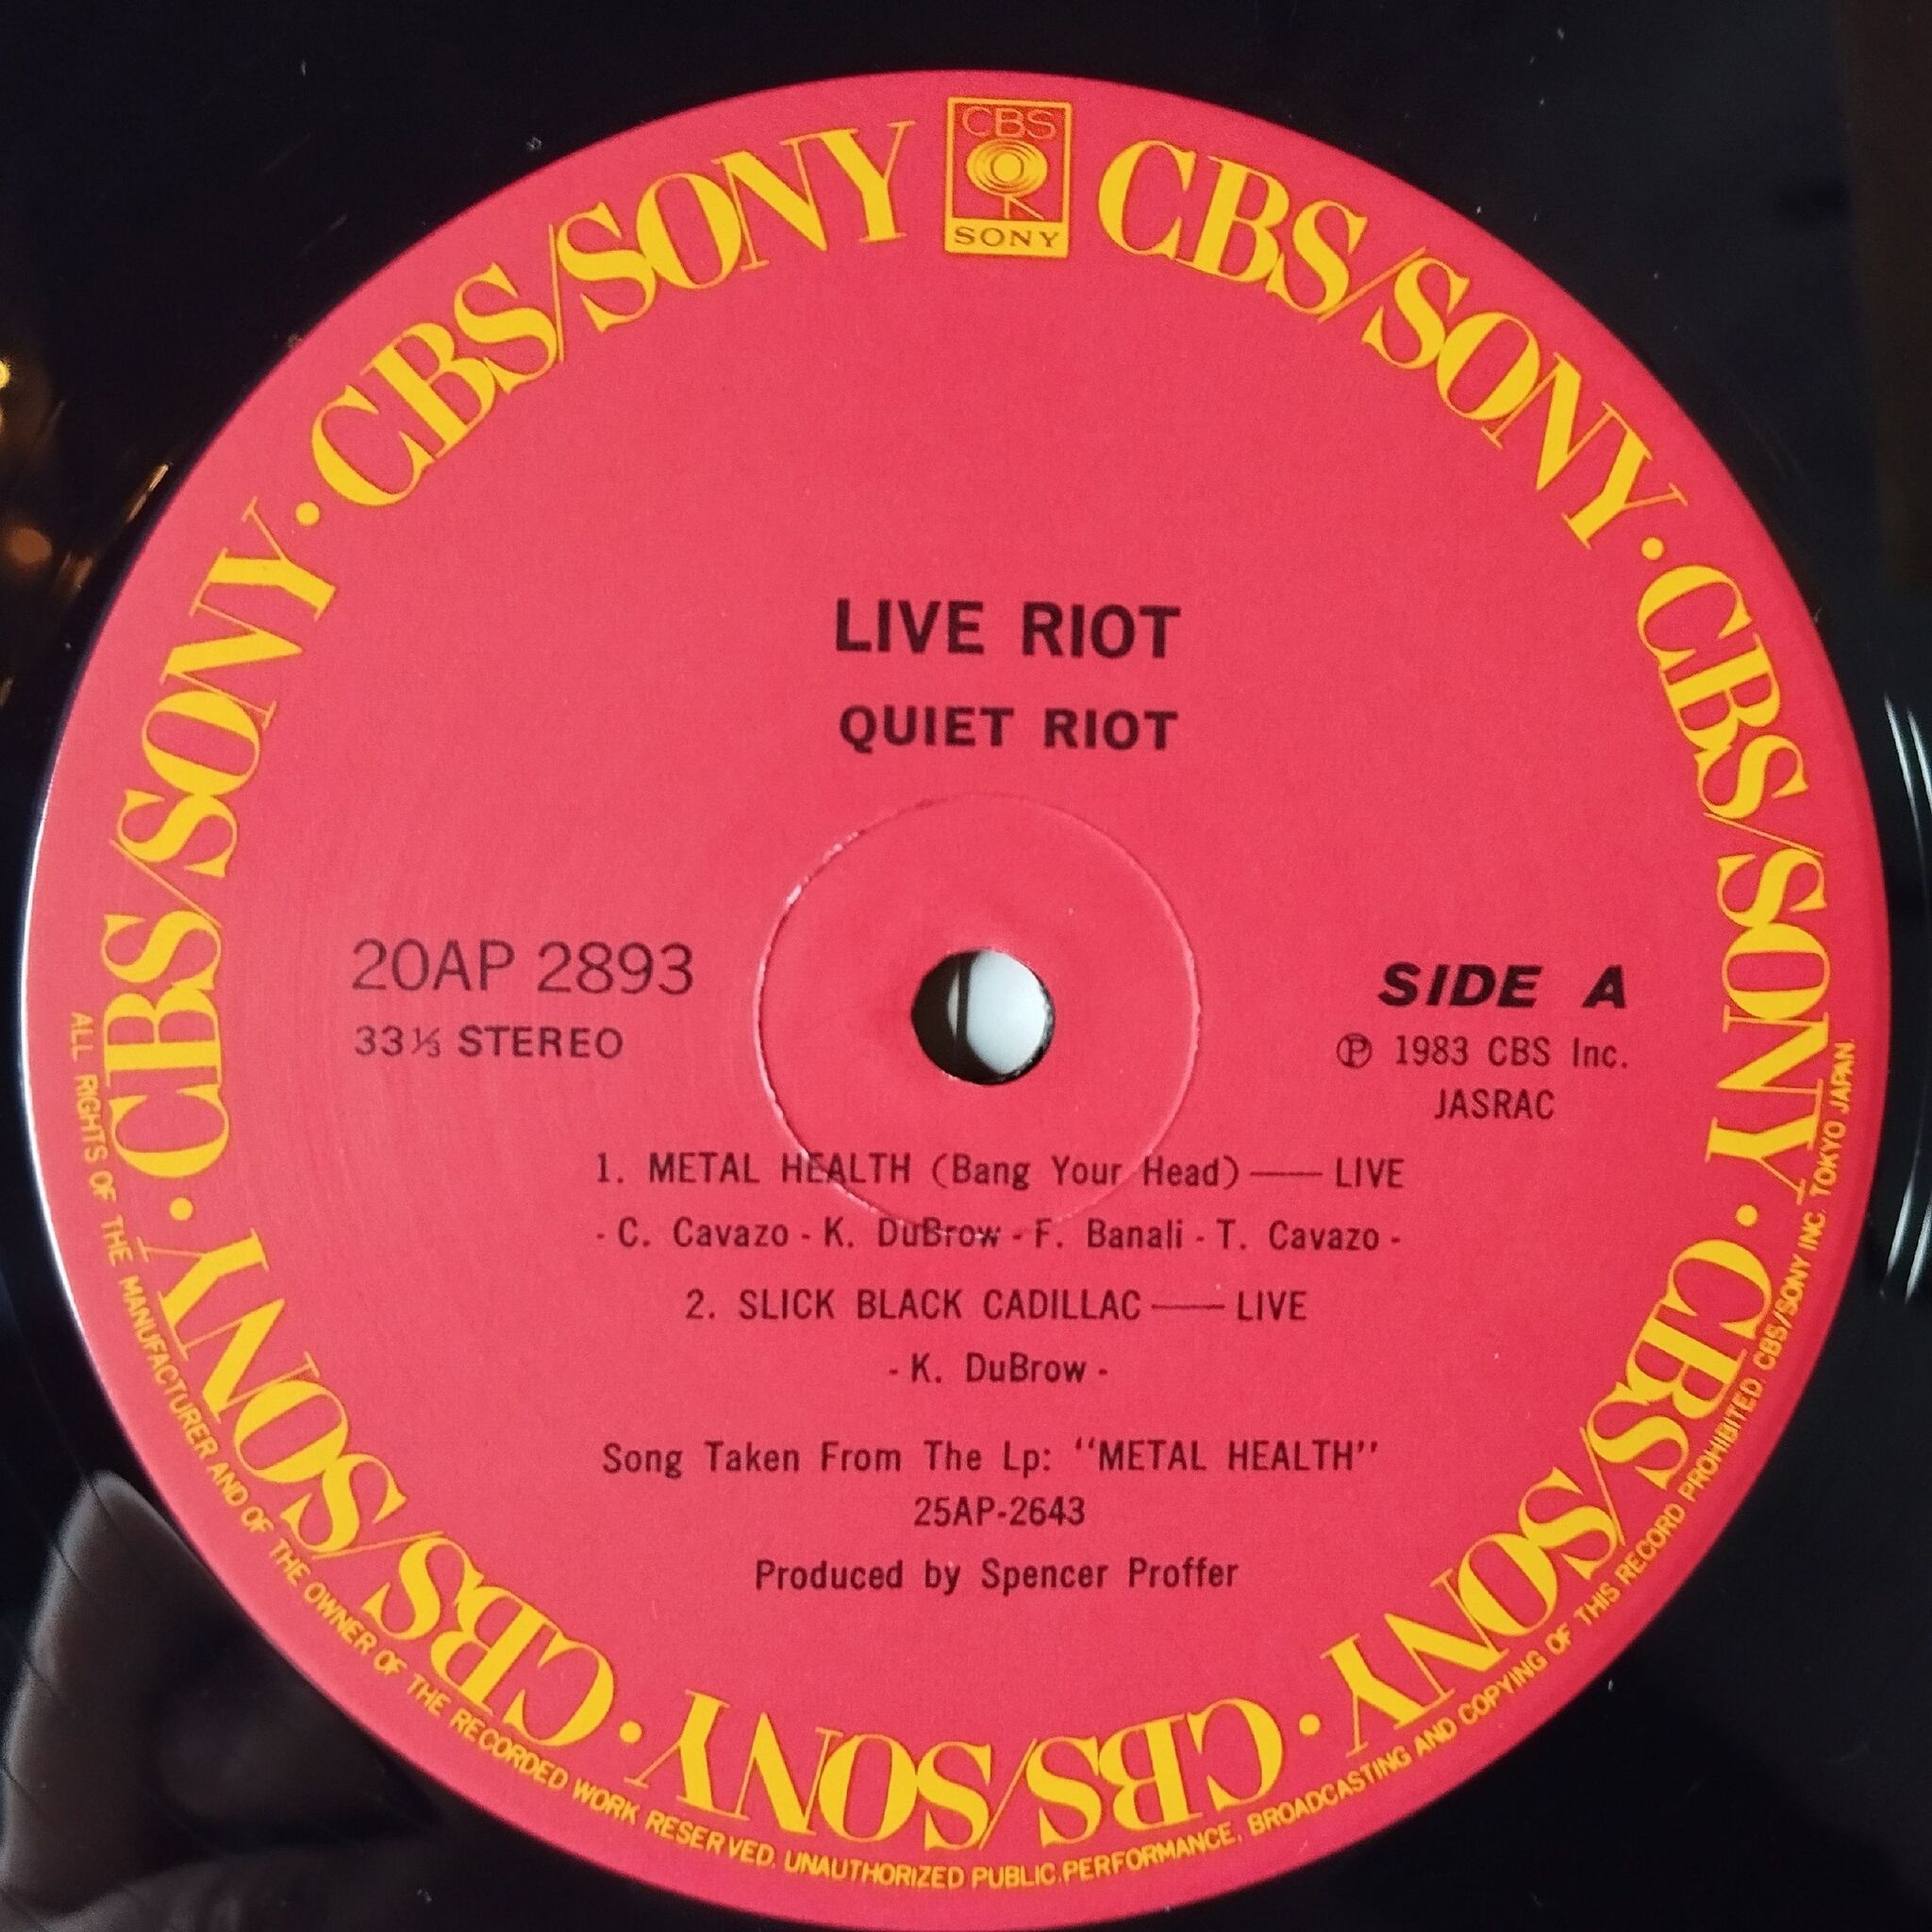 CBS
SONY
CBS/SONY · CBS/SONY · CBS/SONY · CBS/SONY · CBS/SONY · CBS/SONY · CBS/SONY
LIVE RIOT
QUIET RIOT
20AP 2893
33⅓ STEREO
SIDE A
Ⓟ 1983 CBS Inc.
JASRAC
1. METAL HEALTH (Bang Your Head)——LIVE
- C. Cavazo - K. DuBrow - F. Banali - T. Cavazo -
2. SLICK BLACK CADILLAC——LIVE
- K. DuBrow -
Song Taken From The Lp: "METAL HEALTH"
25AP-2643
Produced by Spencer Proffer
ALL RIGHTS OF THE MANUFACTURER AND OF THE OWNER OF THE RECORDED WORK RESERVED. UNAUTHORIZED PUBLIC PERFORMANCE, BROADCASTING AND COPYING OF THIS RECORD PROHIBITED. CBS/SONY INC. TOKYO JAPAN.